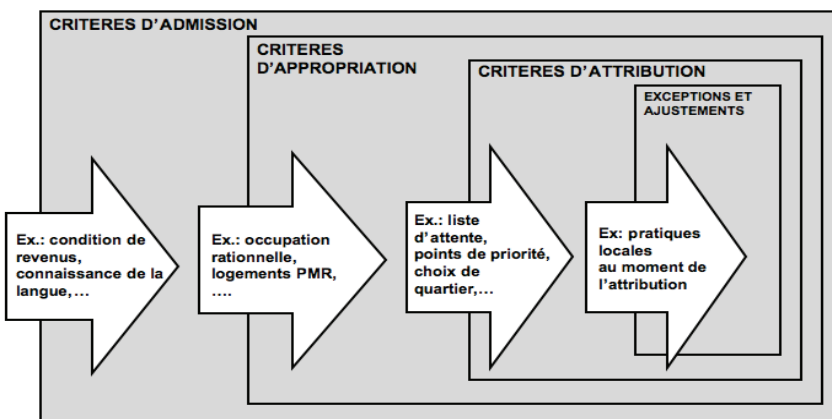 CRITERES D'ADMISSION
CRITERES
D'APPROPRIATION
CRITERES D'ATTRIBUTION
EXCEPTIONS ET
AJUSTEMENTS
Ex.: condition de
revenus,
connaissance de la
langue,…
Ex.: occupation
rationnelle,
logements PMR,
….
Ex.: liste
d'attente,
points de priorité,
choix de
quartier,…
Ex: pratiques
locales
au moment de
l'attribution